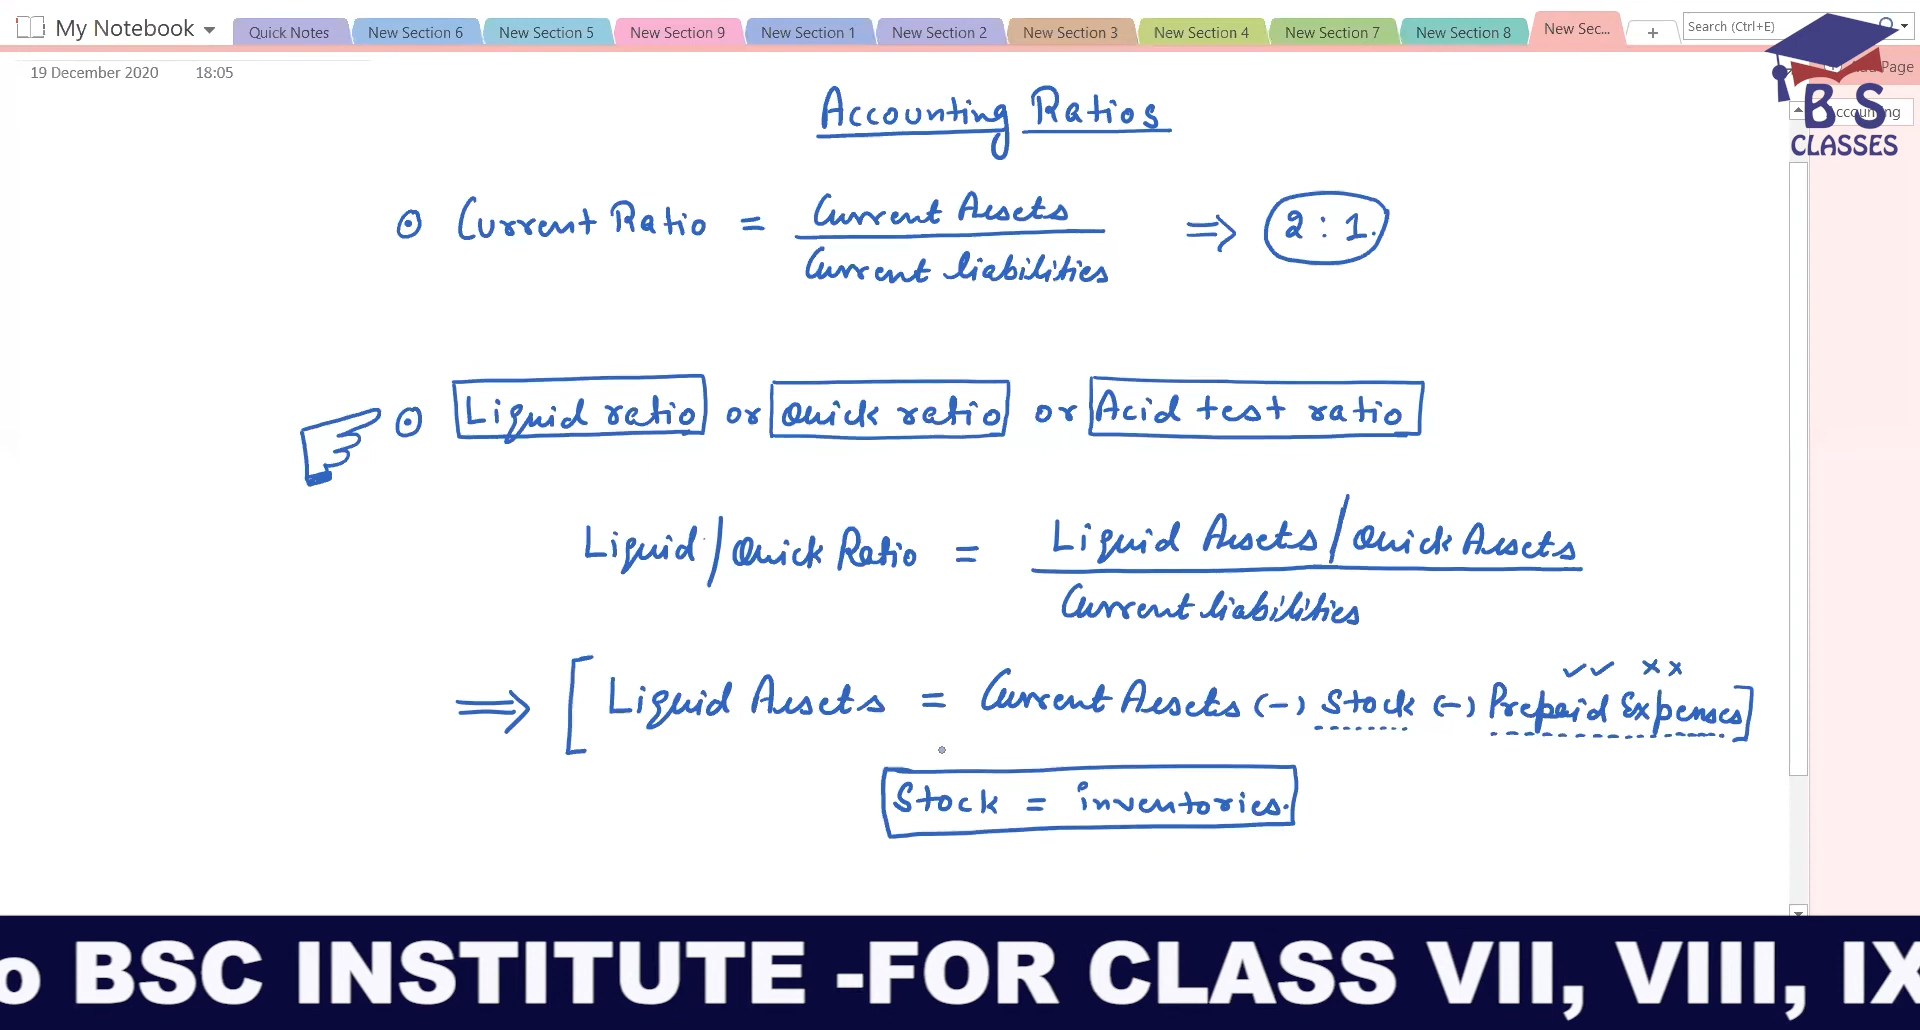 My Notebook Quick Notes New Section 6 New Section 5 New Section 9 New Section 1 New Section 2 New Section 3 New Section 4 New Section 7 New Section 8 New Sec... + Search (Ctrl+E)
19 December 2020 18:05
Page
BS
CLASSES
Accounting Ratios
Current Ratio = Current Assets ⇒ 2 : 1.
Current liabilities
Liquid ratio or Quick ratio or Acid test ratio
Liquid/Quick Ratio = Liquid Assets/Quick Assets
Current liabilities
⇒ [ Liquid Assets = Current Assets (-) Stock (-) Prepaid Expenses]
Stock = inventories.
o BSC INSTITUTE -FOR CLASS VII, VIII, IX